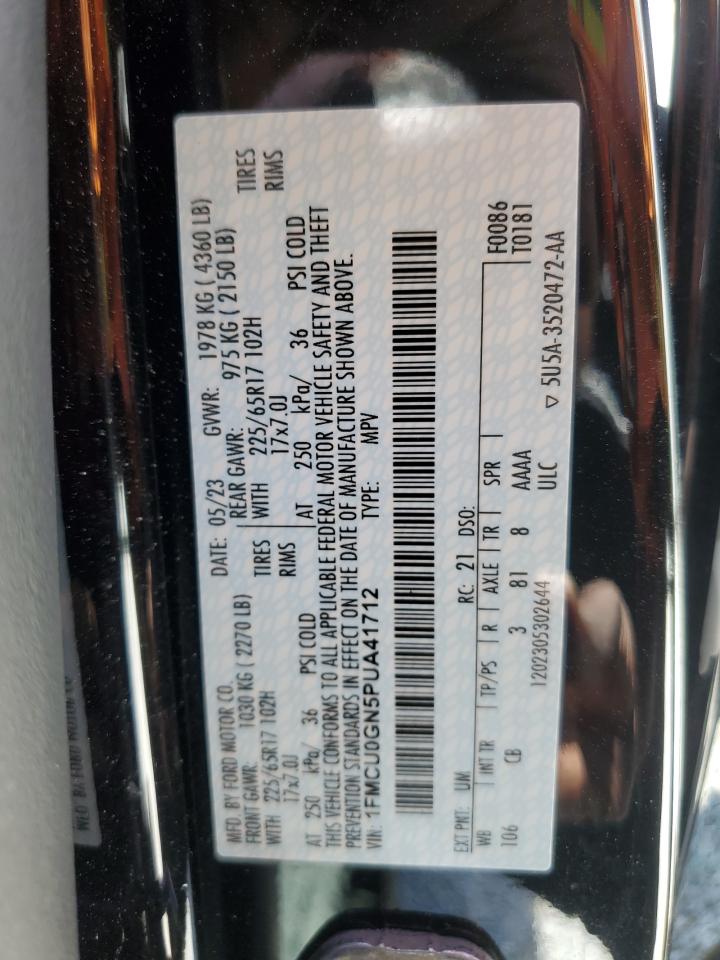 MFD. BY FORD MOTOR CO. DATE: 05/23 GVWR: 1978 KG ( 4360 LB)
FRONT GAWR: 1030 KG ( 2270 LB) REAR GAWR: 975 KG ( 2150 LB)
WITH 225/65R17 102H TIRES WITH 225/65R17 102H TIRES
17x7.0J RIMS 17x7.0J RIMS
AT 250 kPa/ 36 PSI COLD AT 250 kPa/ 36 PSI COLD
THIS VEHICLE CONFORMS TO ALL APPLICABLE FEDERAL MOTOR VEHICLE SAFETY AND THEFT
PREVENTION STANDARDS IN EFFECT ON THE DATE OF MANUFACTURE SHOWN ABOVE.
VIN: 1FMCU0GN5PUA41712 TYPE: MPV
EXT PNT: UM RC: 21 DSO: F0086
WB INT TR TP/PS R AXLE TR SPR T0181
106 CB 3 81 8 AAAA
1202305302644 ULC ▽ 5U5A-3520472-AA